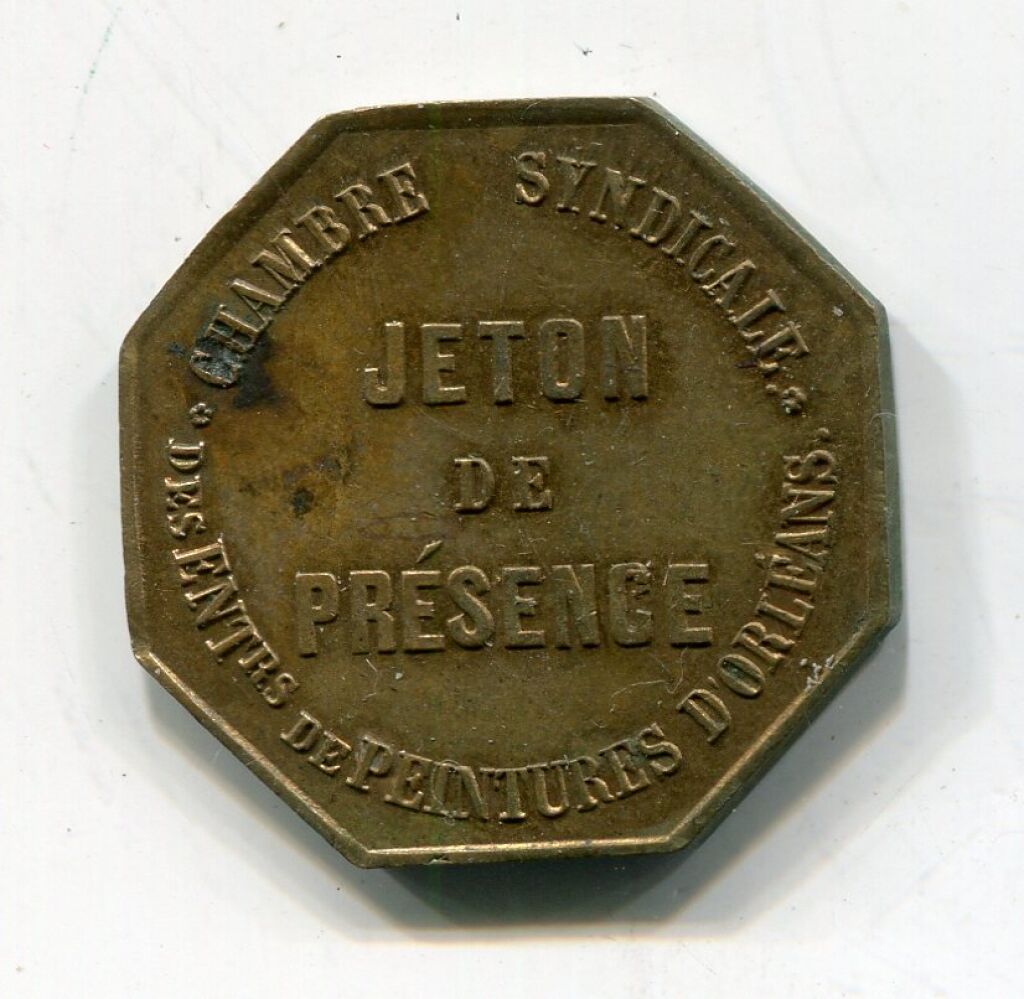 CHAMBRE SYNDICALE
JETON
DE
PRÉSENCE
DES ENTRS DE PEINTURES D'ORLÉANS